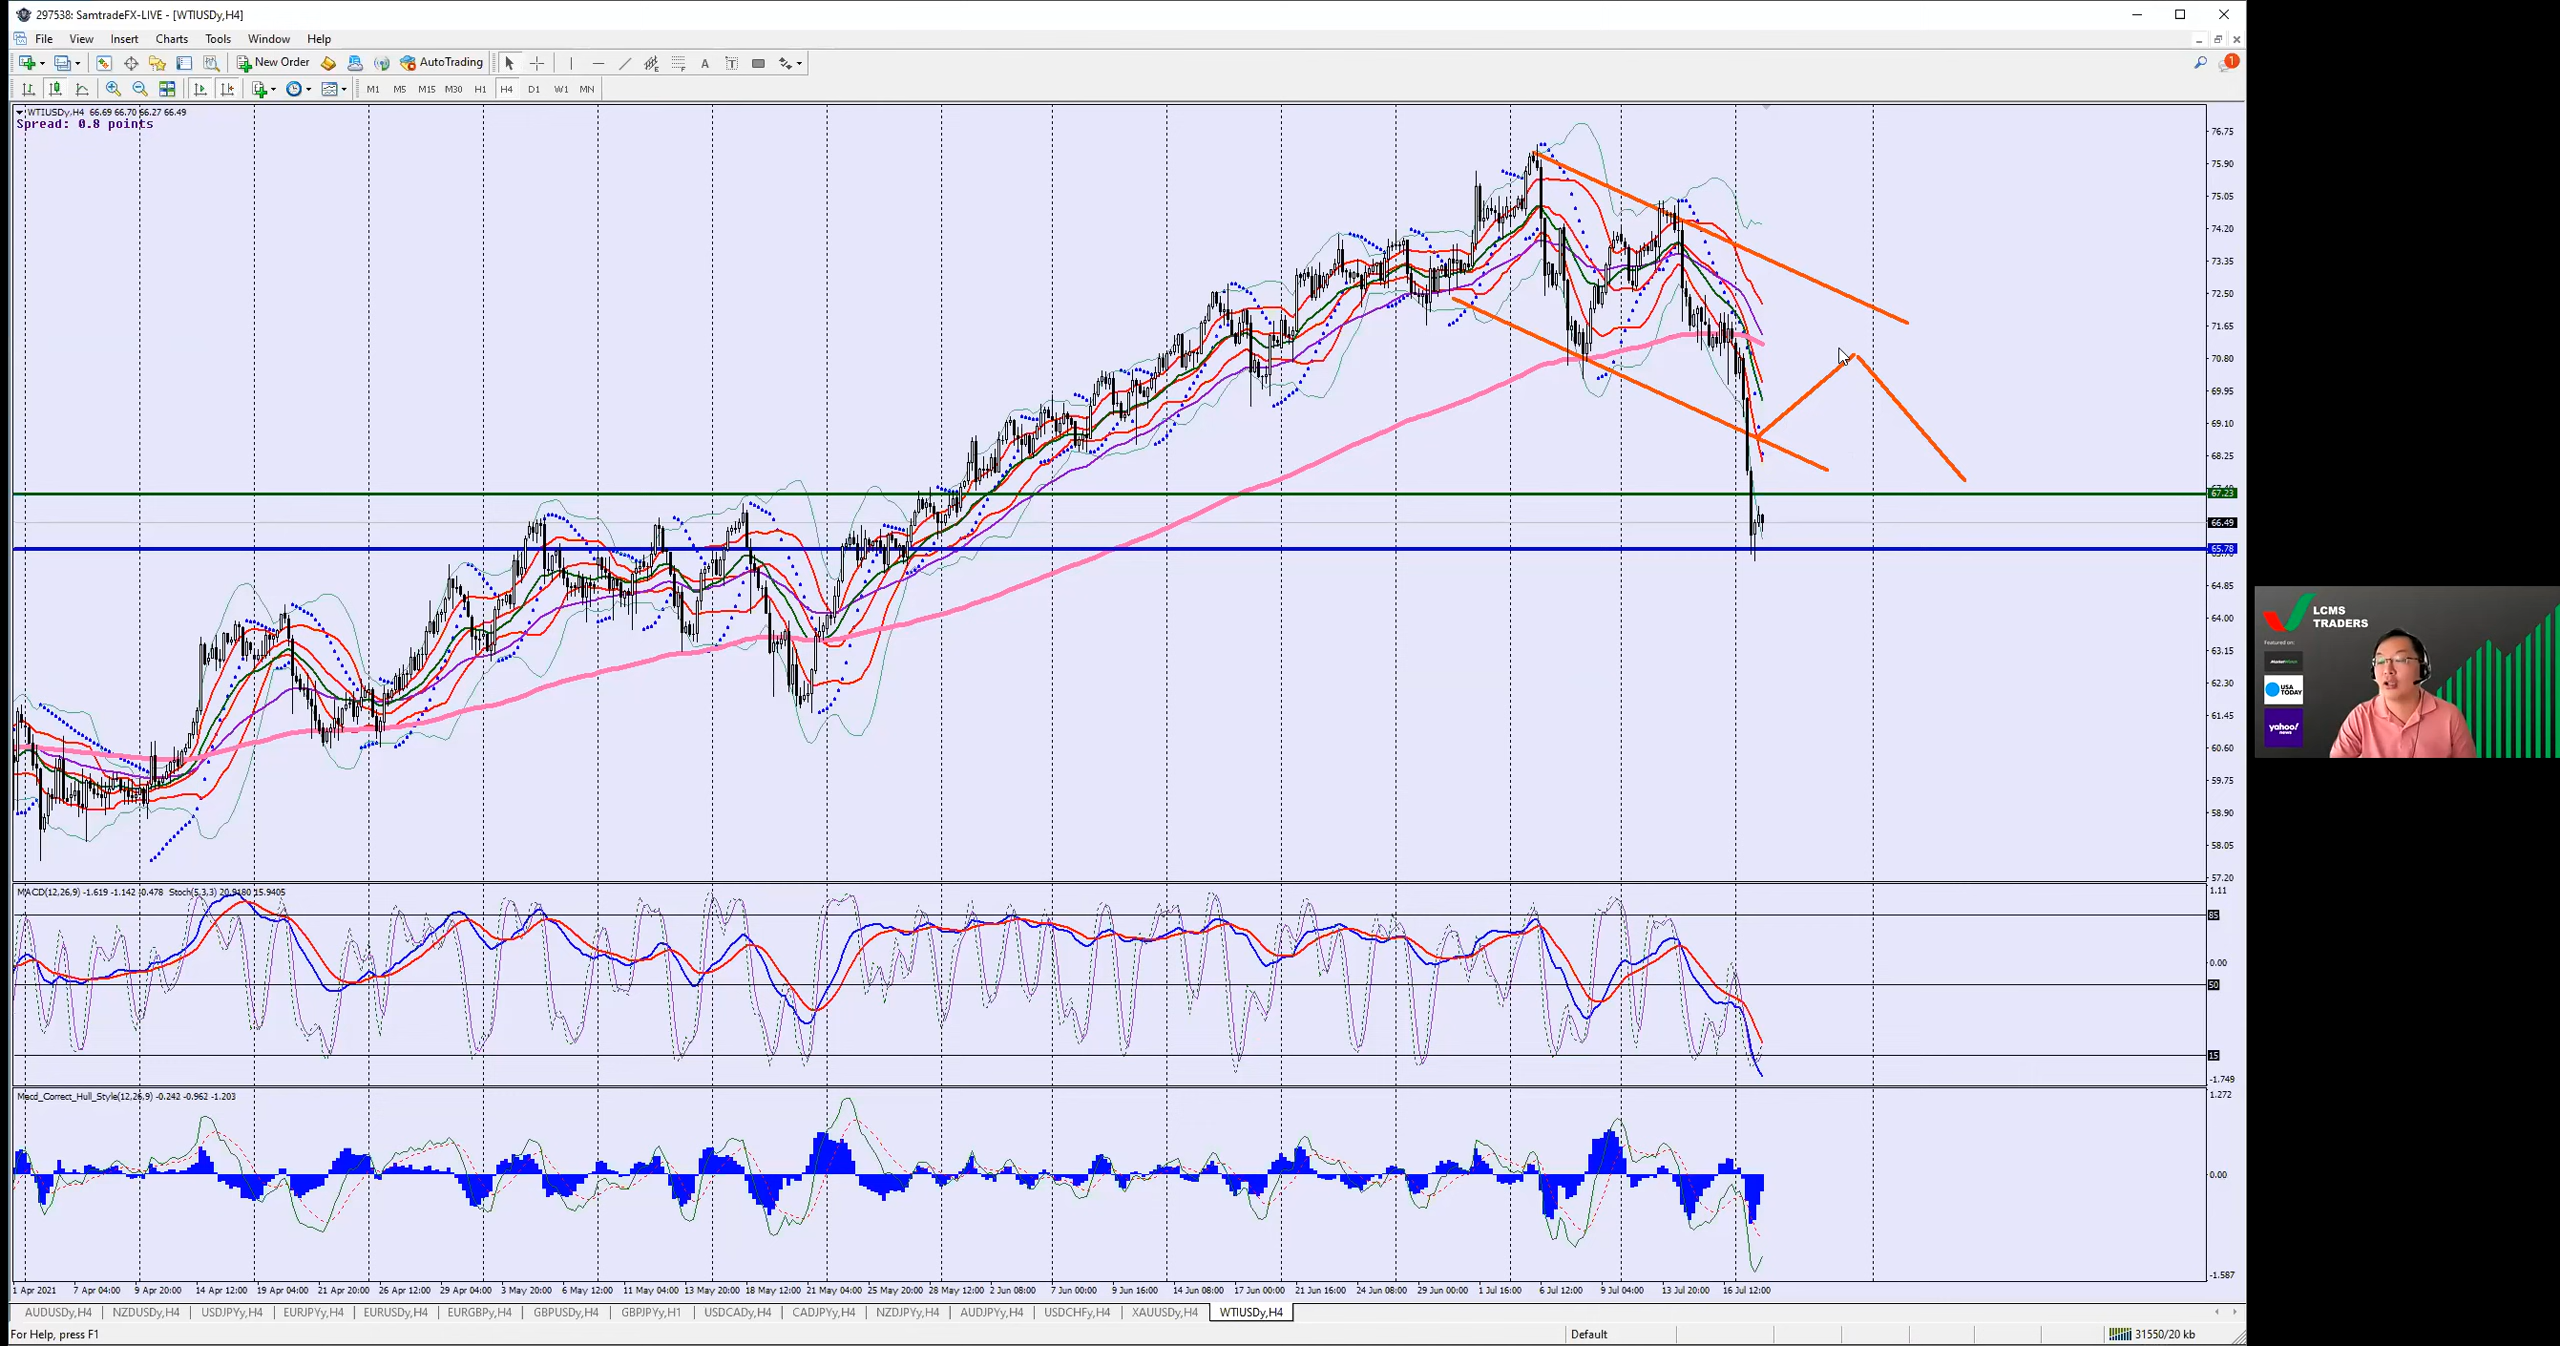 297538: SamtradeFX-LIVE - [WTIUSDy,H4]
File View Insert Charts Tools Window Help
New Order AutoTrading 1
M1 M5 M15 M30 H1 H4 D1 W1 MN
WTIUSDy,H4 66.69 66.70 66.27 66.49
Spread: 0.8 points
76.75
75.90
75.05
74.20
73.35
72.50
71.65
70.80
69.95
69.10
68.25
67.23
66.49
65.78
64.85
64.00
63.15
62.30
61.45
60.60
59.75
58.90
58.05
57.20
MACD(12,26,9) -1.619 -1.142 -0.478 Stoch(5,3,3) 20.9180 15.9405
1.11
85
0.00
50
15
-1.749
Macd_Correct_Hull_Style(12,26,9) -0.242 -0.962 -1.203
1.272
0.00
-1.587
1 Apr 2021 7 Apr 04:00 9 Apr 20:00 14 Apr 12:00 19 Apr 04:00 21 Apr 20:00 26 Apr 12:00 29 Apr 04:00 3 May 20:00 6 May 12:00 11 May 04:00 13 May 20:00 18 May 12:00 21 May 04:00 25 May 20:00 28 May 12:00 2 Jun 08:00 7 Jun 00:00 9 Jun 16:00 14 Jun 08:00 17 Jun 00:00 21 Jun 16:00 24 Jun 08:00 29 Jun 00:00 1 Jul 16:00 6 Jul 12:00 9 Jul 04:00 13 Jul 20:00 16 Jul 12:00
AUDUSDy,H4 NZDUSDy,H4 USDJPYy,H4 EURJPYy,H4 EURUSDy,H4 EURGBPy,H4 GBPUSDy,H4 GBPJPYy,H1 USDCADy,H4 CADJPYy,H4 NZDJPYy,H4 AUDJPYy,H4 USDCHFy,H4 XAUUSDy,H4 WTIUSDy,H4
For Help, press F1 Default 31550/20 kb
LCMS
TRADERS
Featured on:
MarketWatch
USA
TODAY
yahoo!
news